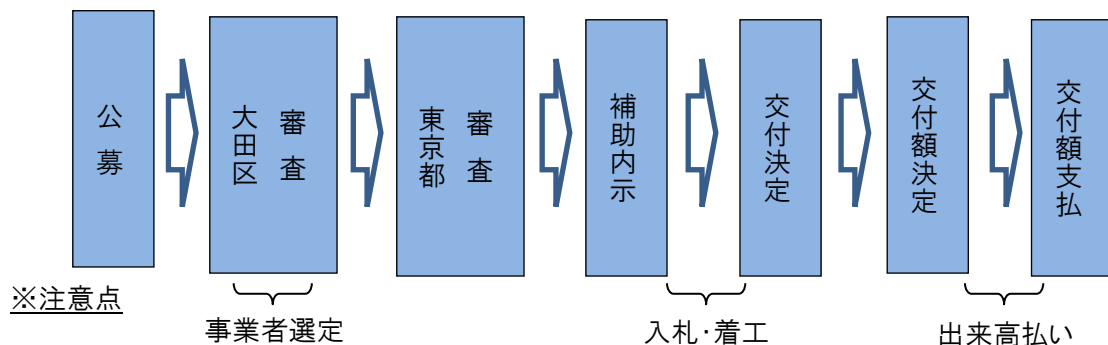 公募
審査
大田区
審査
東京都
補助内示
交付決定
交付額決定
交付額支払
※注意点
事業者選定
入札・着工
出来高払い